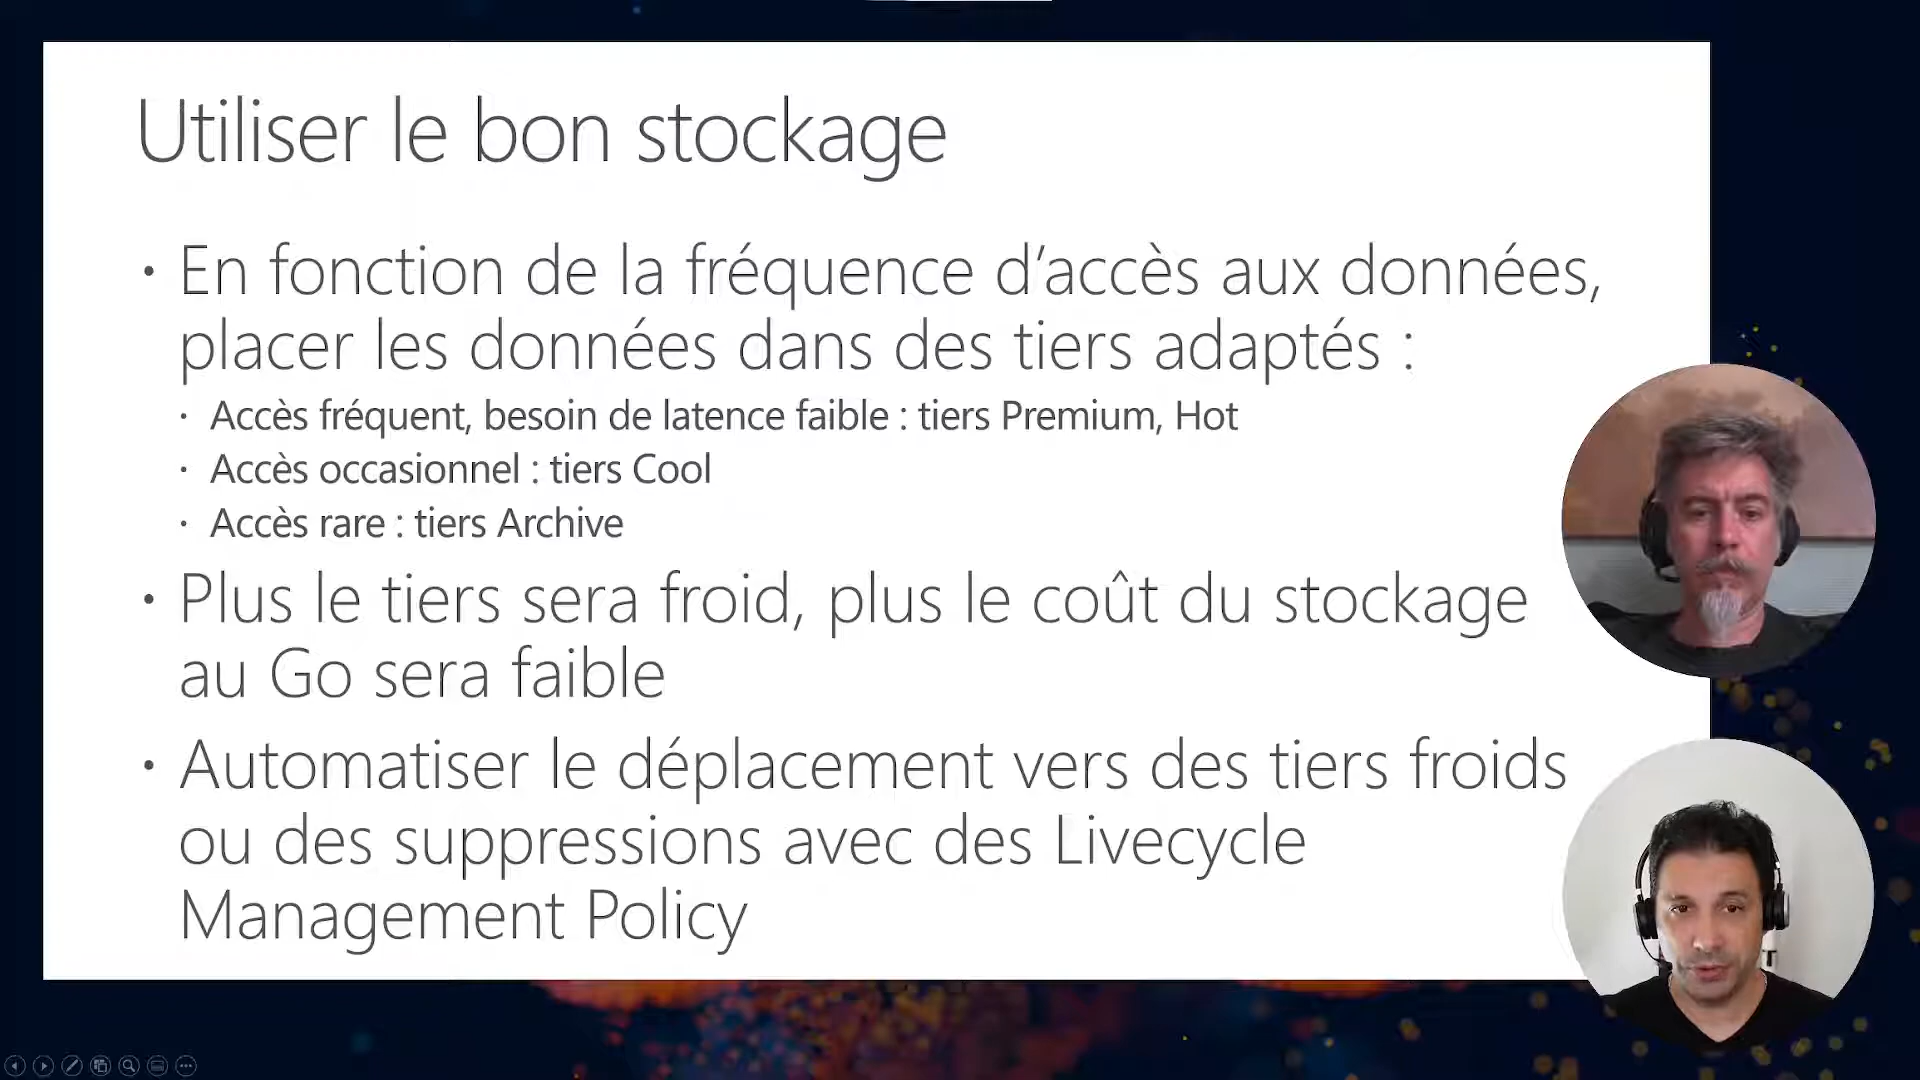 Utiliser le bon stockage
• En fonction de la fréquence d’accès aux données,
placer les données dans des tiers adaptés :
• Accès fréquent, besoin de latence faible : tiers Premium, Hot
• Accès occasionnel : tiers Cool
• Accès rare : tiers Archive
• Plus le tiers sera froid, plus le coût du stockage
au Go sera faible
• Automatiser le déplacement vers des tiers froids
ou des suppressions avec des Livecycle
Management Policy